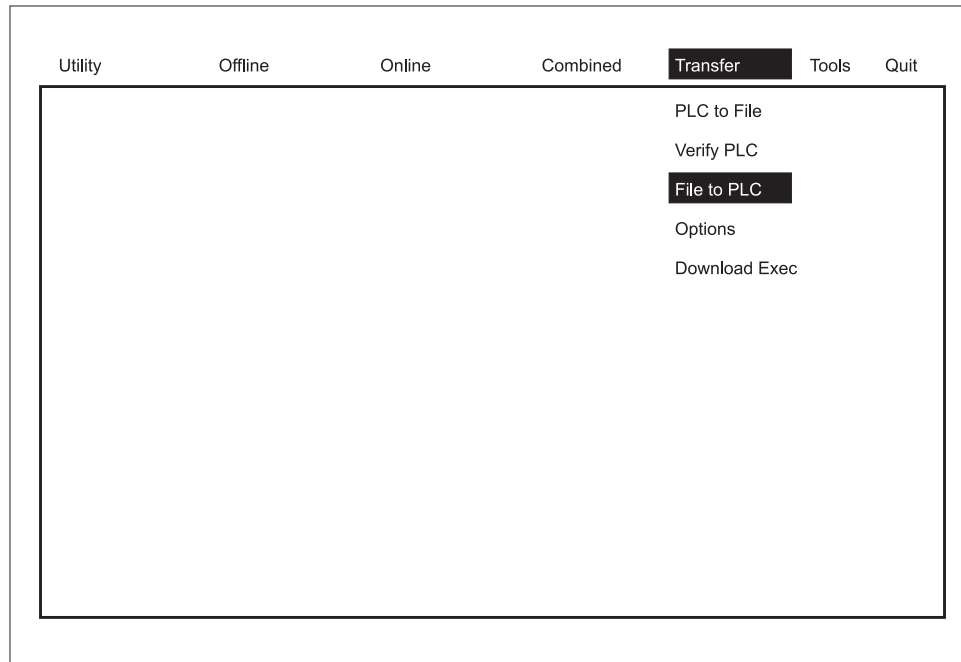 Utility Offline Online Combined Transfer Tools Quit
PLC to File
Verify PLC
File to PLC
Options
Download Exec